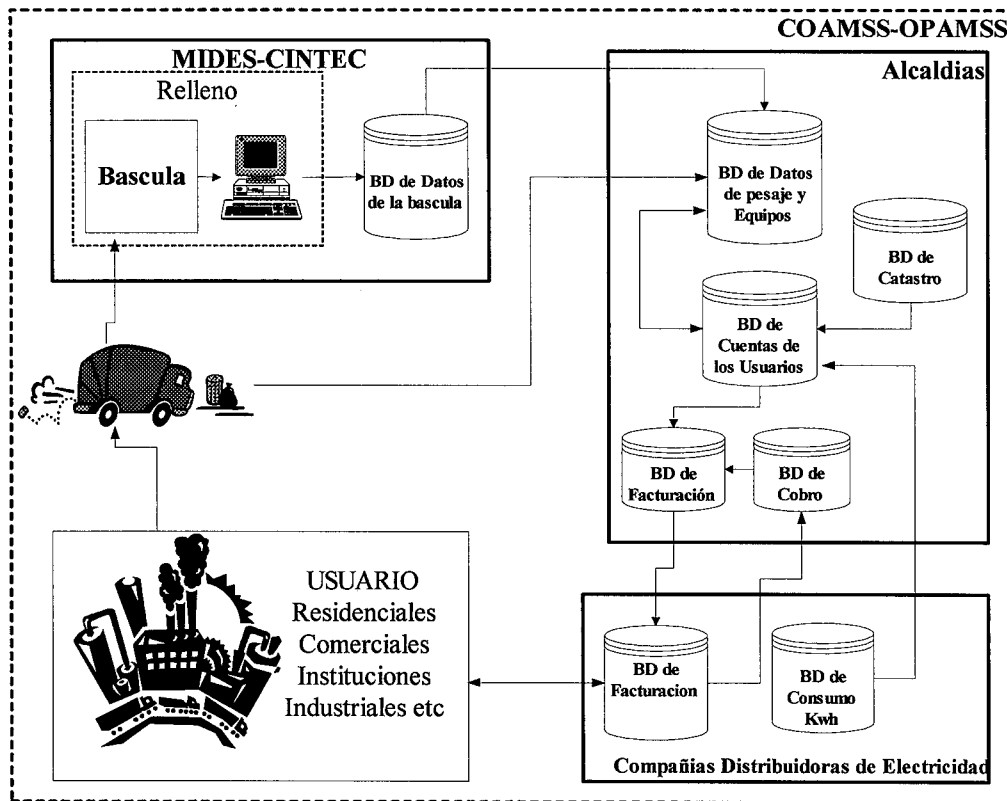 COAMSS-OPAMSS
MIDES-CINTEC
Relleno
Bascula
BD de Datos
de la bascula
Alcaldias
BD de Datos
de pesaje y
Equipos
BD de
Catastro
BD de
Cuentas de
los Usuarios
BD de
Facturación
BD de
Cobro
USUARIO
Residenciales
Comerciales
Instituciones
Industriales etc
BD de
Facturacion
BD de
Consumo
Kwh
Compañias Distribuidoras de Electricidad